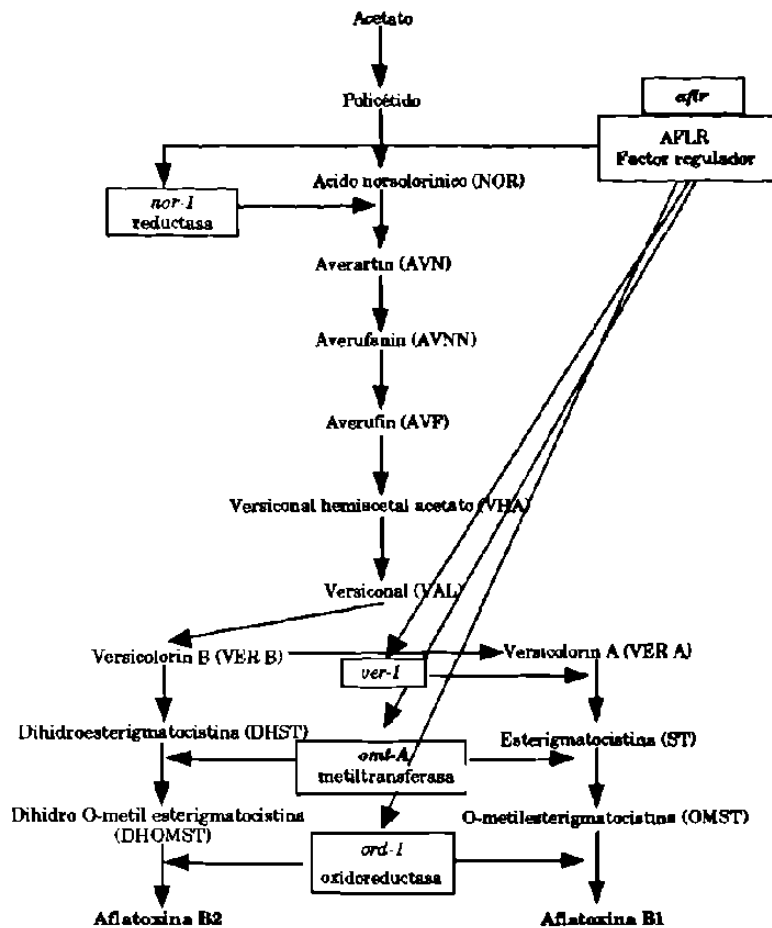 Acetato
Policétido
aflr
AFLR
Factor regulador
Acido norsolorinico (NOR)
nor-1
reductasa
Averartin (AVN)
Averufanin (AVNN)
Averufin (AVF)
Versiconal hemiacetal acetato (VHA)
Versiconal (VAL)
Versicolorin B (VER B)
Versicolorin A (VER A)
ver-1
Dihidroesterigmatocistina (DHST)
Esterigmatocistina (ST)
omt-A
metiltransferasa
Dihidro O-metil esterigmatocistina
(DHOMST)
O-metilesterigmatocistina (OMST)
ord-1
oxidoreductasa
Aflatoxina B2
Aflatoxina B1